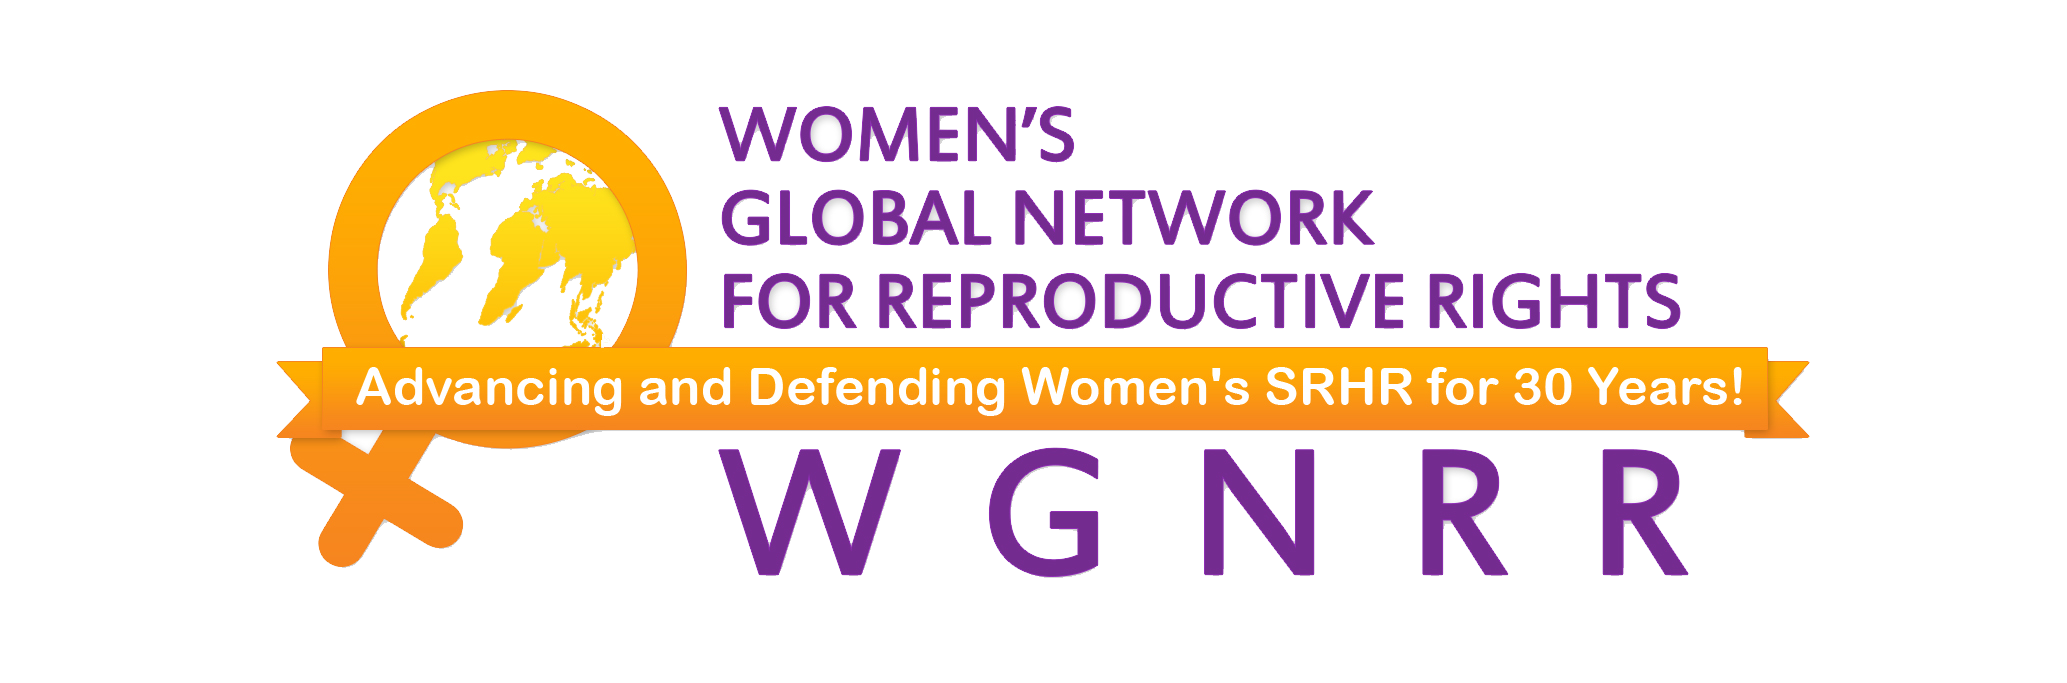 WOMEN’S
GLOBAL NETWORK
FOR REPRODUCTIVE RIGHTS
Advancing and Defending Women's SRHR for 30 Years!
W G N R R